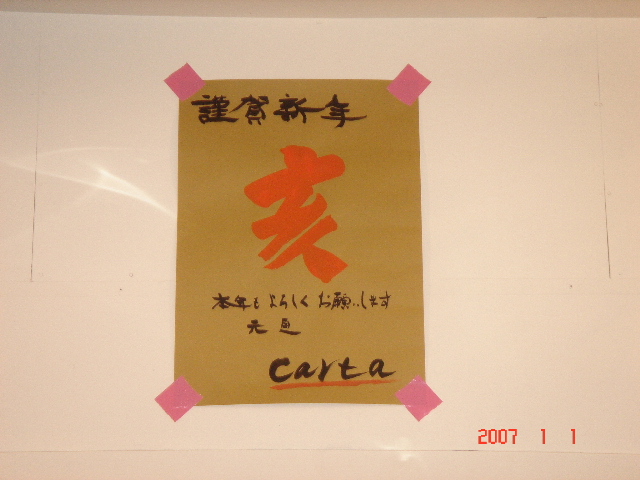 謹賀新年
亥
本年もよろしくお願いします
元旦
carta
2007 1 1